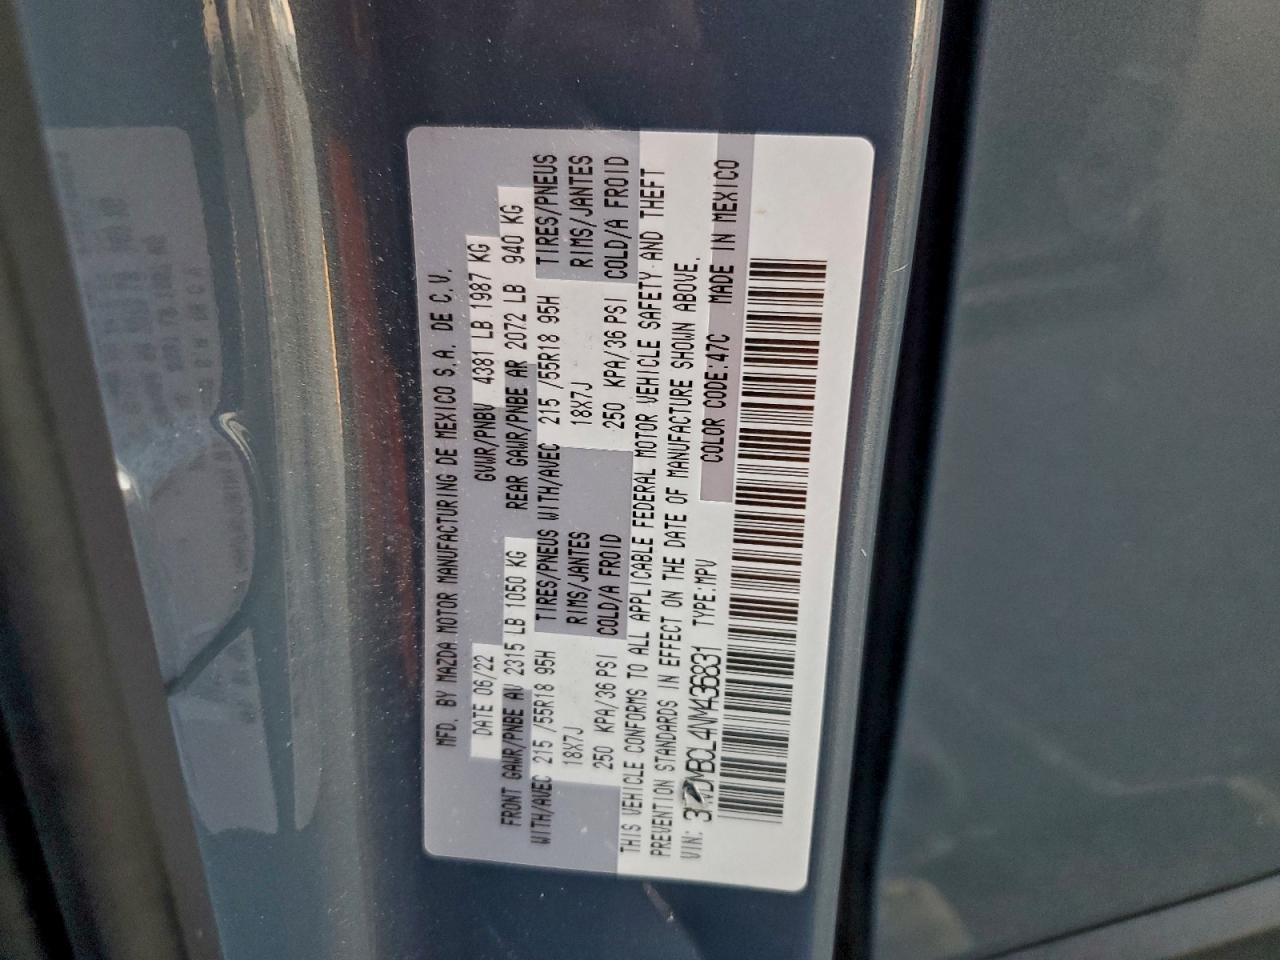 MFD. BY MAZDA MOTOR MANUFACTURING DE MEXICO S.A. DE C.V.
DATE 06/22 GVWR/PNBV 4381 LB 1987 KG
FRONT GAWR/PNBE AV 2315 LB 1050 KG REAR GAWR/PNBE AR 2072 LB 940 KG
WITH/AVEC 215 /55R18 95H TIRES/PNEUS WITH/AVEC 215 /55R18 95H TIRES/PNEUS
18X7J RIMS/JANTES 18X7J RIMS/JANTES
250 KPA/36 PSI COLD/A FROID 250 KPA/36 PSI COLD/A FROID
THIS VEHICLE CONFORMS TO ALL APPLICABLE FEDERAL MOTOR VEHICLE SAFETY AND THEFT
PREVENTION STANDARDS IN EFFECT ON THE DATE OF MANUFACTURE SHOWN ABOVE.
VIN: TYPE:MPV COLOR CODE:47C MADE IN MEXICO